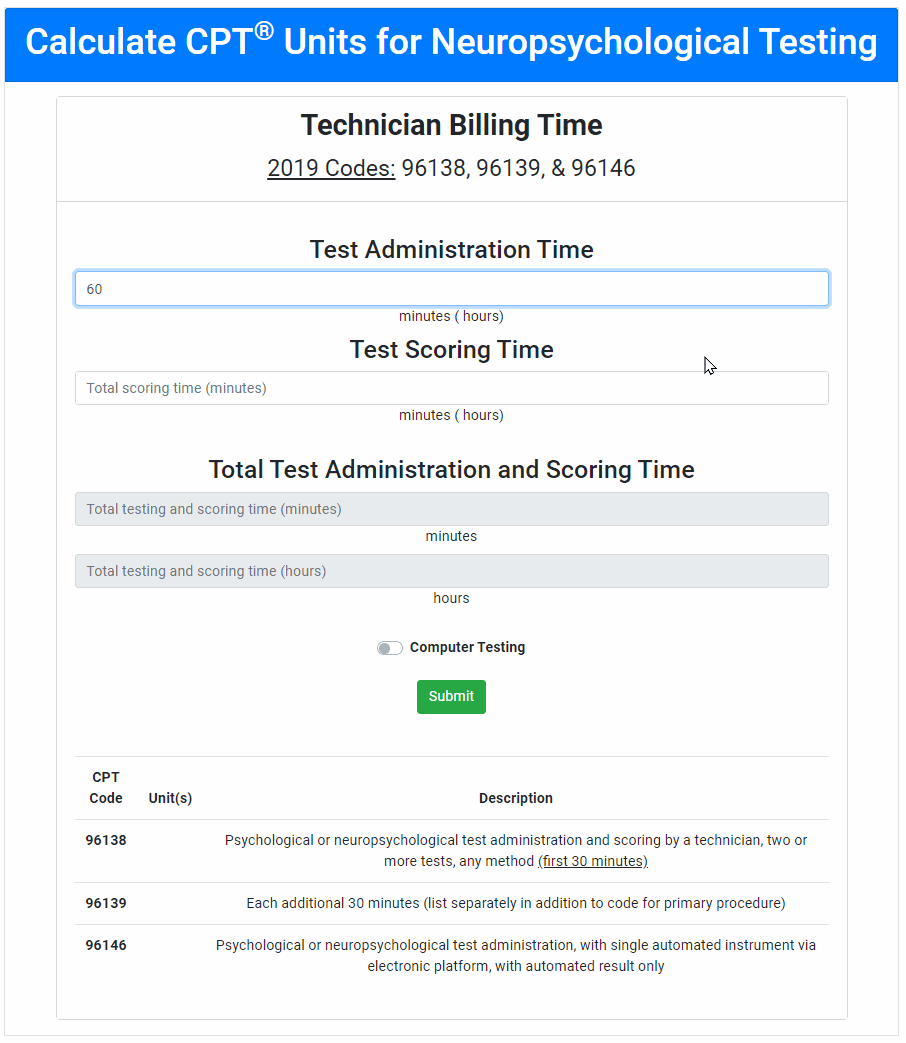 Calculate CPT® Units for Neuropsychological Testing
Technician Billing Time
2019 Codes: 96138, 96139, & 96146
Test Administration Time
60
minutes ( hours)
Test Scoring Time
Total scoring time (minutes)
minutes ( hours)
Total Test Administration and Scoring Time
Total testing and scoring time (minutes)
minutes
Total testing and scoring time (hours)
hours
Computer Testing
Submit
CPT
Code Unit(s) Description
96138 Psychological or neuropsychological test administration and scoring by a technician, two or
more tests, any method (first 30 minutes)
96139 Each additional 30 minutes (list separately in addition to code for primary procedure)
96146 Psychological or neuropsychological test administration, with single automated instrument via
electronic platform, with automated result only